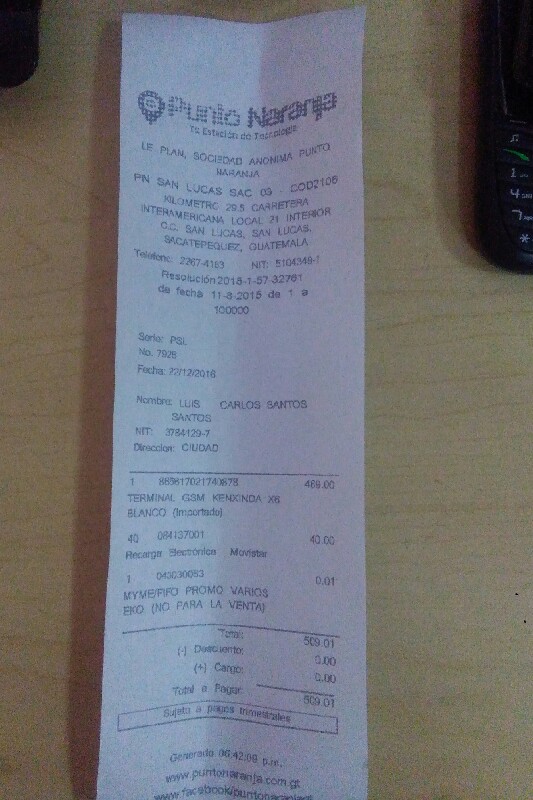 Punto Naranja
Tu Estación de Tecnología
LE PLAN, SOCIEDAD ANONIMA PUNTO
NARANJA
PN SAN LUCAS SAC 03 - COD2106
KILOMETRO 29.5 CARRETERA
INTERAMERICANA LOCAL 21 INTERIOR
C.C. SAN LUCAS, SAN LUCAS,
SACATEPEQUEZ, GUATEMALA
Telefono: 2267-4183 NIT: 5104349-1
Resolución 2015-1-57-32761
de fecha 11-8-2015 de 1 a
100000
Serie: PSL
No. 7926
Fecha: 22/12/2016
Nombre: LUIS CARLOS SANTOS
SANTOS
NIT: 3784129-7
Direccion: CIUDAD
1 469.00
TERMINAL GSM KENXINDA X6
BLANCO (Importado)
40 084137001 40.00
Recarga Electrónica Movistar
1 0.01
MYME/FIFO PROMO VARIOS
EKO (NO PARA LA VENTA)
Total: 509.01
(-) Descuento: 0.00
(+) Cargo: 0.00
Total a Pagar: 509.01
Sujeto a pagos trimestrales
Generado 06:42:09 p.m.
www.puntonaranja.com.gt